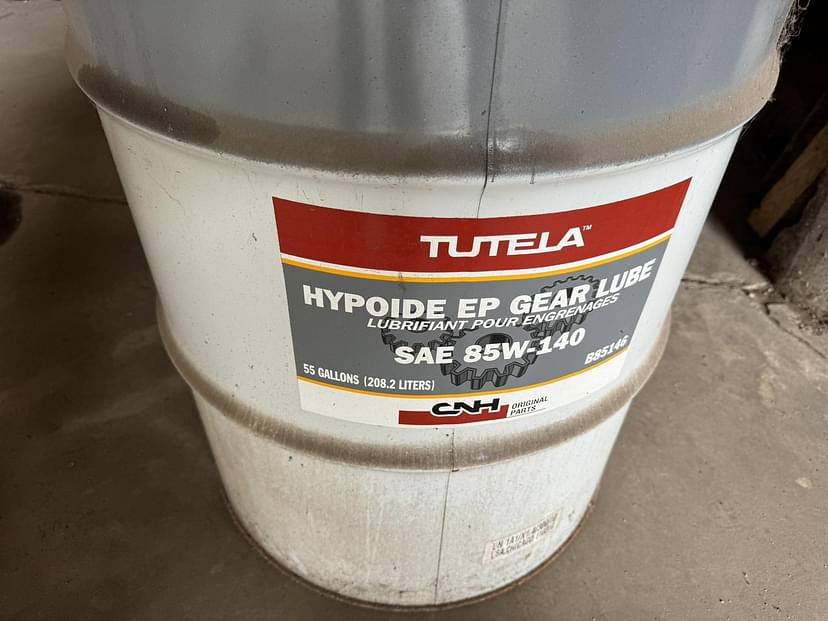 TUTELA™
HYPOIDE EP GEAR LUBE
LUBRIFIANT POUR ENGRENAGES
SAE 85W-140
55 GALLONS (208.2 LITERS)
B85146
CNH ORIGINAL
PARTS